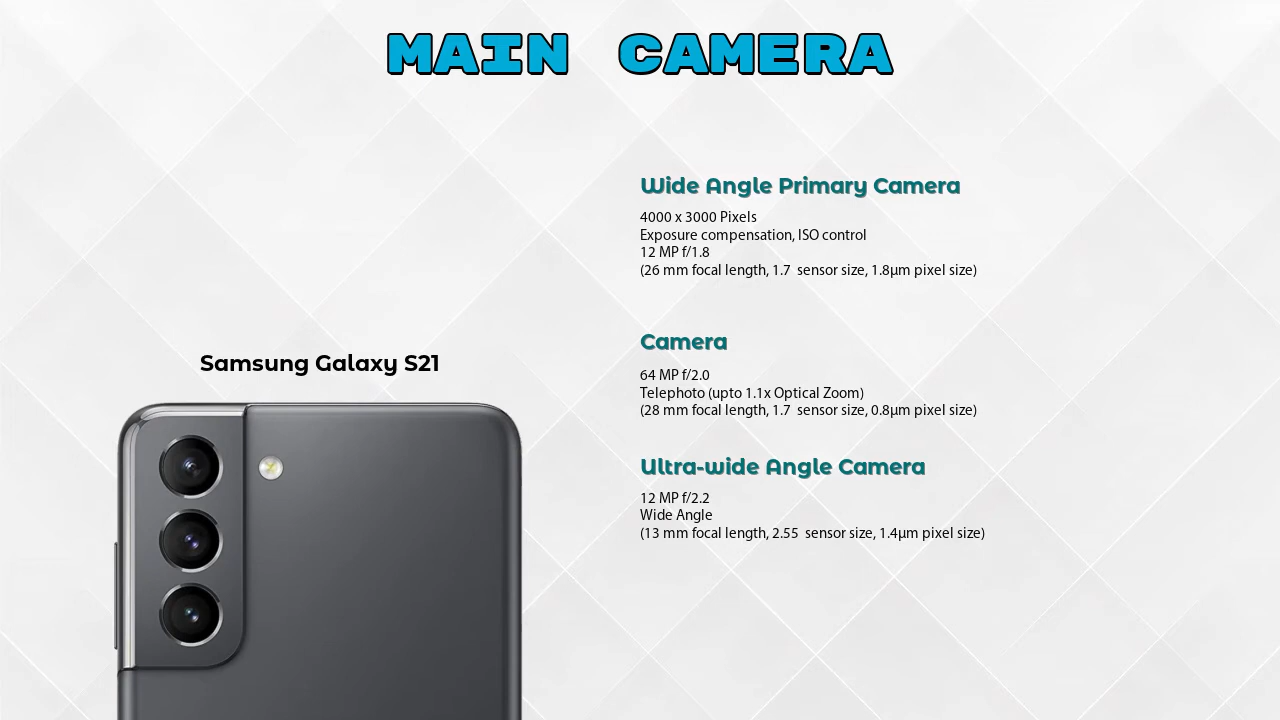 MAIN CAMERA
Wide Angle Primary Camera
4000 x 3000 Pixels
Exposure compensation, ISO control
12 MP f/1.8
(26 mm focal length, 1.7  sensor size, 1.8µm pixel size)
Camera
64 MP f/2.0
Telephoto (upto 1.1x Optical Zoom)
(28 mm focal length, 1.7  sensor size, 0.8µm pixel size)
Samsung Galaxy S21
Ultra-wide Angle Camera
12 MP f/2.2
Wide Angle
(13 mm focal length, 2.55  sensor size, 1.4µm pixel size)